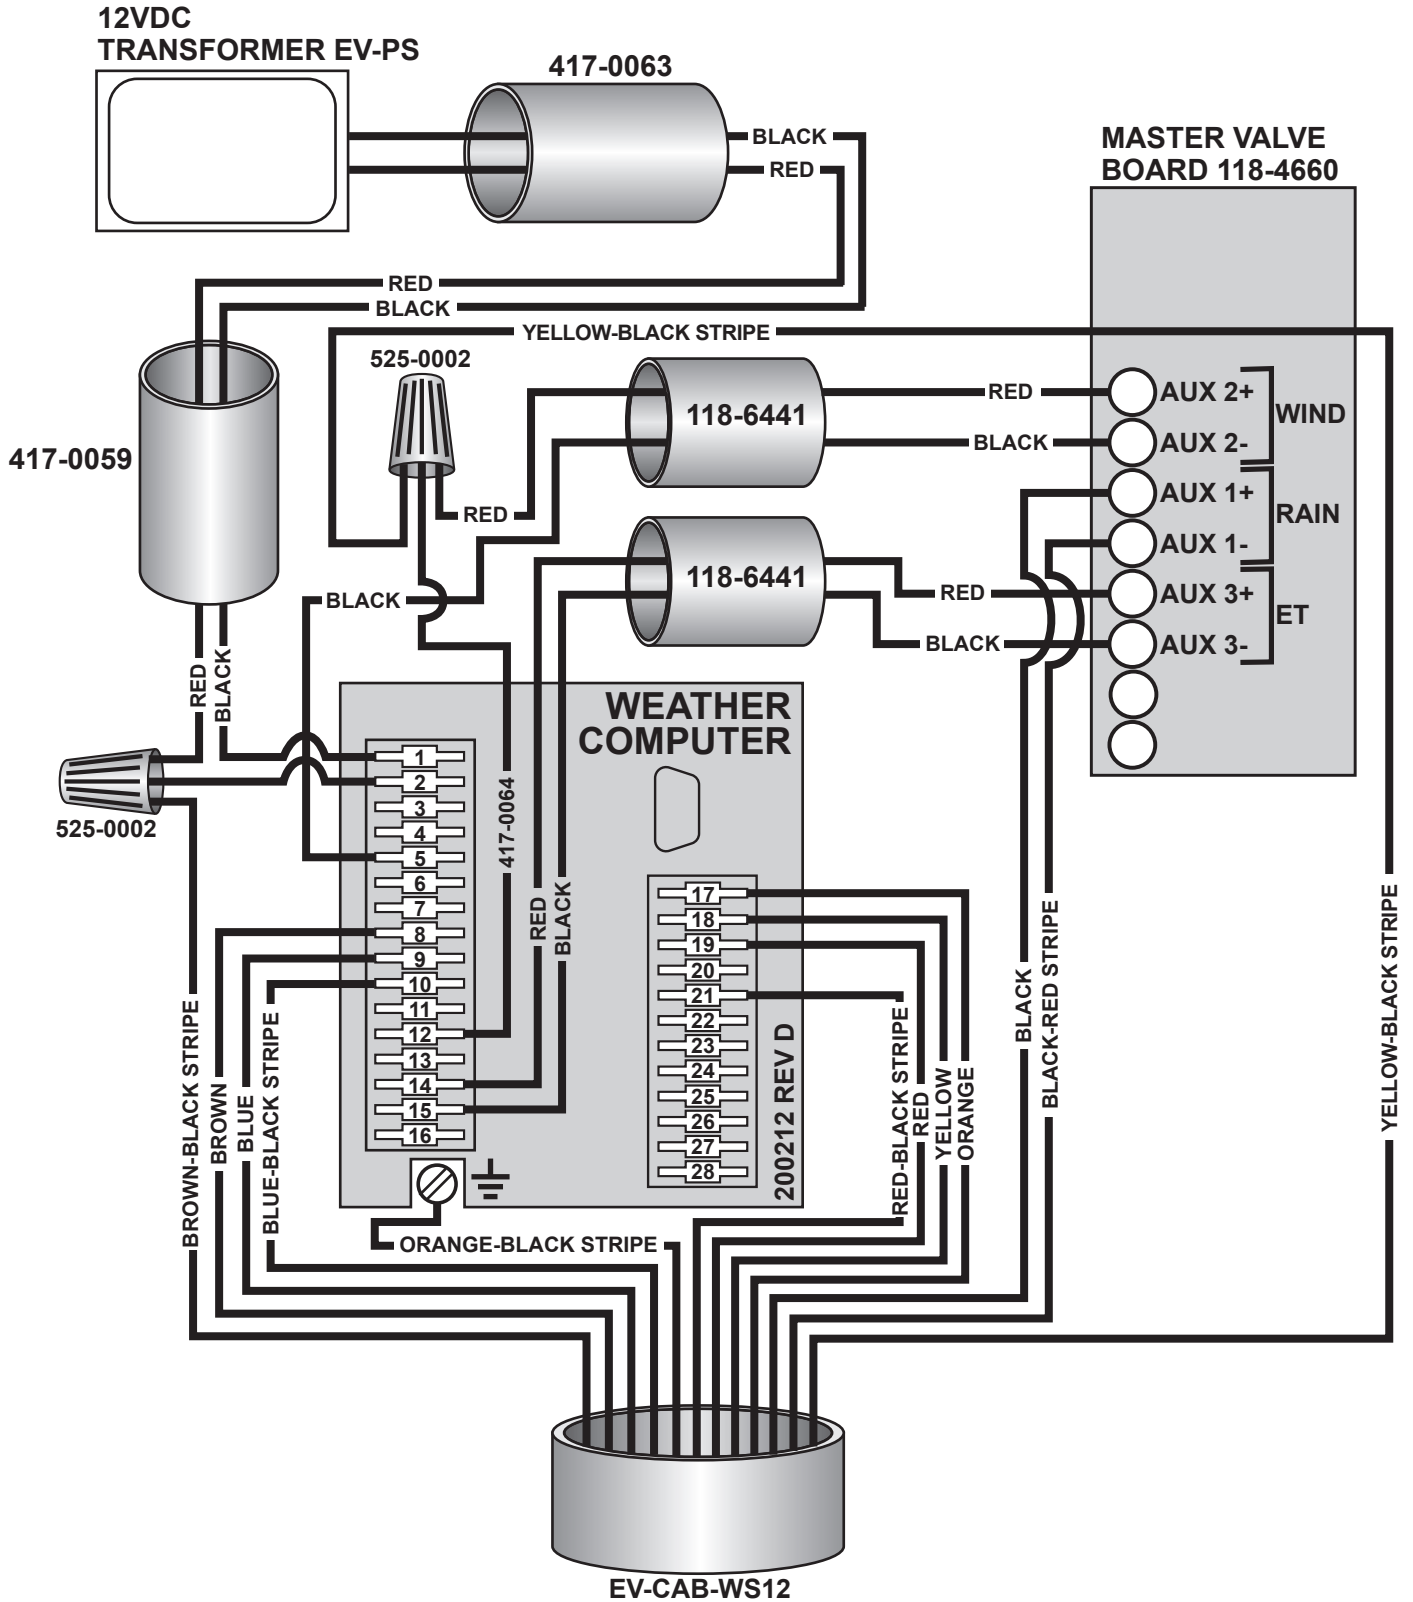 12VDC
TRANSFORMER EV-PS
417-0063
BLACK
RED
MASTER VALVE
BOARD 118-4660
RED
BLACK
YELLOW-BLACK STRIPE
525-0002
118-6441
RED
AUX 2+
WIND
BLACK
AUX 2-
417-0059
AUX 1+
RAIN
RED
AUX 1-
118-6441
BLACK
RED
AUX 3+
ET
BLACK
AUX 3-
RED
BLACK
WEATHER
COMPUTER
525-0002
1
2
3
4
5
6
7
8
9
10
11
12
13
14
15
16
417-0064
RED
BLACK
17
18
19
20
21
22
23
24
25
26
27
28
200212 REV D
BROWN-BLACK STRIPE
BROWN
BLUE
BLUE-BLACK STRIPE
RED-BLACK STRIPE
RED
YELLOW
ORANGE
BLACK
BLACK-RED STRIPE
YELLOW-BLACK STRIPE
ORANGE-BLACK STRIPE
EV-CAB-WS12